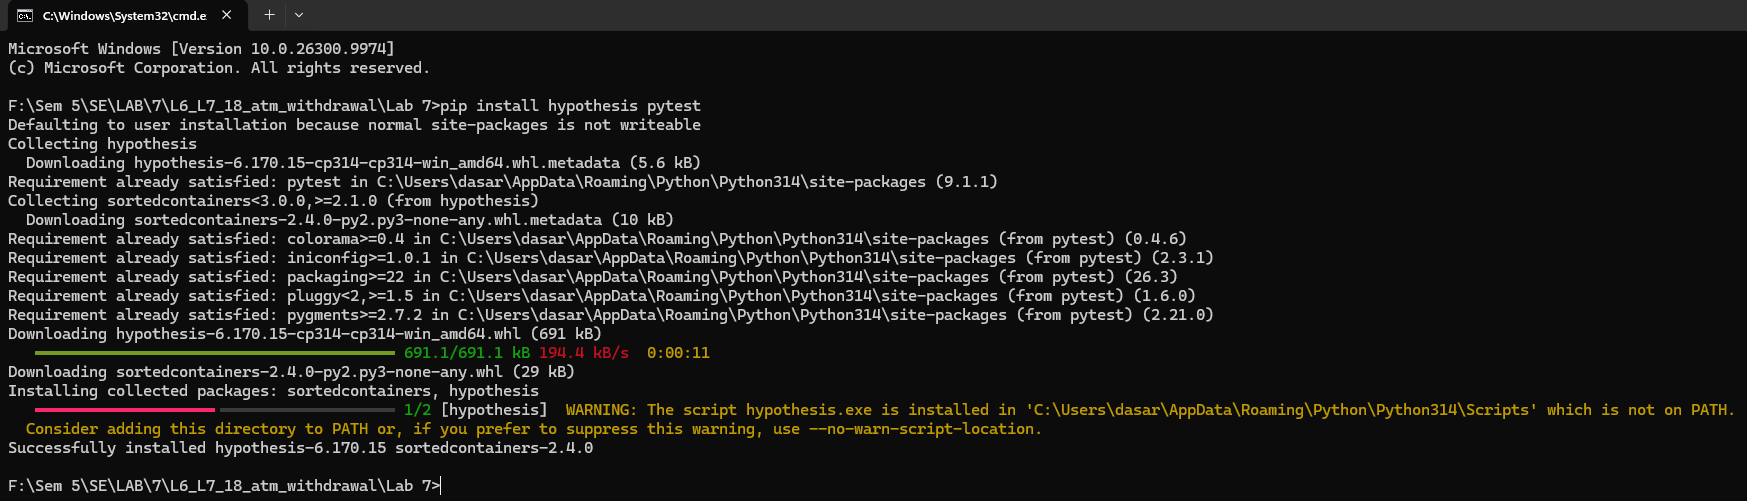 C:\Windows\System32\cmd.e
Microsoft Windows [Version 10.0.26300.9974]
(c) Microsoft Corporation. All rights reserved.
F:\Sem 5\SE\LAB\7\L6_L7_18_atm_withdrawal\Lab 7>pip install hypothesis pytest
Defaulting to user installation because normal site-packages is not writeable
Collecting hypothesis
  Downloading hypothesis-6.170.15-cp314-cp314-win_amd64.whl.metadata (5.6 kB)
Requirement already satisfied: pytest in C:\Users\dasar\AppData\Roaming\Python\Python314\site-packages (9.1.1)
Collecting sortedcontainers<3.0.0,>=2.1.0 (from hypothesis)
  Downloading sortedcontainers-2.4.0-py2.py3-none-any.whl.metadata (10 kB)
Requirement already satisfied: colorama>=0.4 in C:\Users\dasar\AppData\Roaming\Python\Python314\site-packages (from pytest) (0.4.6)
Requirement already satisfied: iniconfig>=1.0.1 in C:\Users\dasar\AppData\Roaming\Python\Python314\site-packages (from pytest) (2.3.1)
Requirement already satisfied: packaging>=22 in C:\Users\dasar\AppData\Roaming\Python\Python314\site-packages (from pytest) (26.3)
Requirement already satisfied: pluggy<2,>=1.5 in C:\Users\dasar\AppData\Roaming\Python\Python314\site-packages (from pytest) (1.6.0)
Requirement already satisfied: pygments>=2.7.2 in C:\Users\dasar\AppData\Roaming\Python\Python314\site-packages (from pytest) (2.21.0)
Downloading hypothesis-6.170.15-cp314-cp314-win_amd64.whl (691 kB)
691.1/691.1 kB 194.4 kB/s  0:00:11
Downloading sortedcontainers-2.4.0-py2.py3-none-any.whl (29 kB)
Installing collected packages: sortedcontainers, hypothesis
1/2 [hypothesis]  WARNING: The script hypothesis.exe is installed in 'C:\Users\dasar\AppData\Roaming\Python\Python314\Scripts' which is not on PATH.
  Consider adding this directory to PATH or, if you prefer to suppress this warning, use --no-warn-script-location.
Successfully installed hypothesis-6.170.15 sortedcontainers-2.4.0
F:\Sem 5\SE\LAB\7\L6_L7_18_atm_withdrawal\Lab 7>